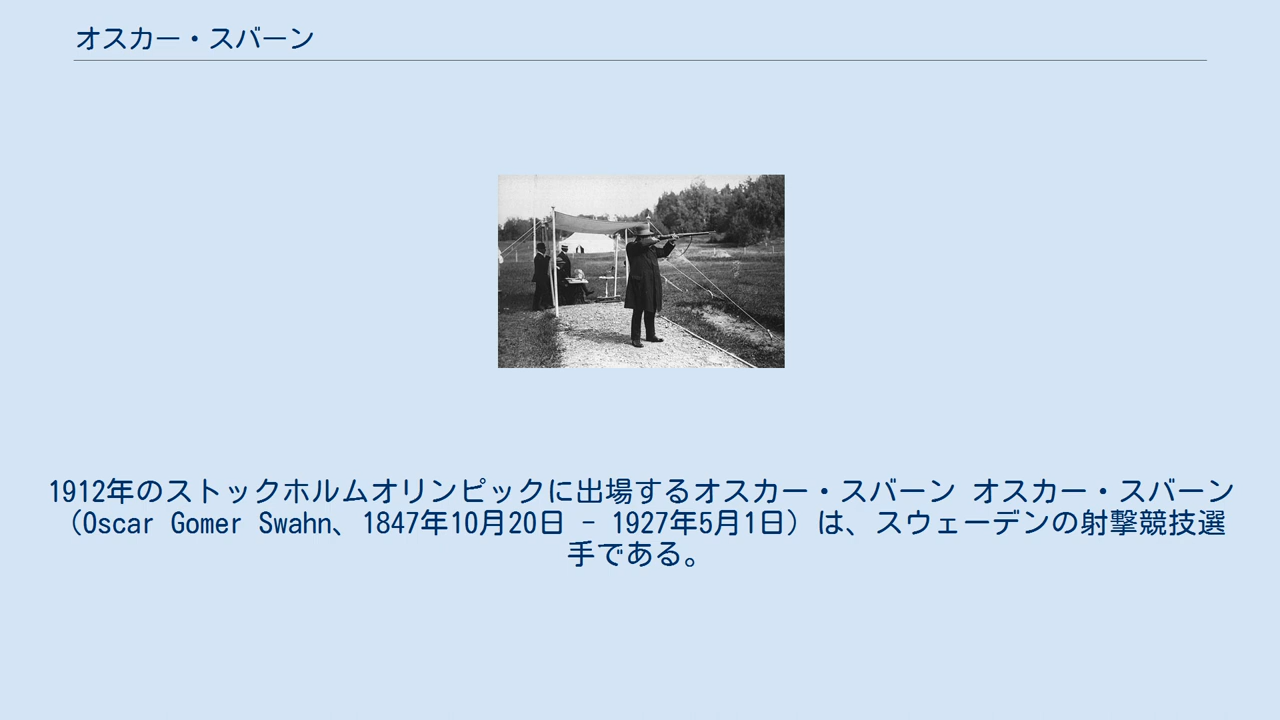 オスカー・スバーン
1912年のストックホルムオリンピックに出場するオスカー・スバーン オスカー・スバーン
（Oscar Gomer Swahn、1847年10月20日 - 1927年5月1日）は、スウェーデンの射撃競技選
手である。